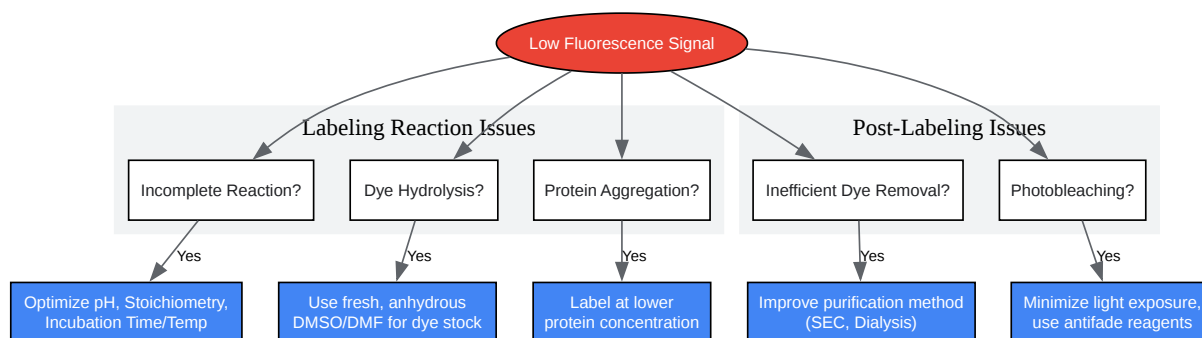 Low Fluorescence Signal
Labeling Reaction Issues
Post-Labeling Issues
Incomplete Reaction?
Dye Hydrolysis?
Protein Aggregation?
Inefficient Dye Removal?
Photobleaching?
Yes
Yes
Yes
Yes
Yes
Optimize pH, Stoichiometry,
Incubation Time/Temp
Use fresh, anhydrous
DMSO/DMF for dye stock
Label at lower
protein concentration
Improve purification method
(SEC, Dialysis)
Minimize light exposure,
use antifade reagents